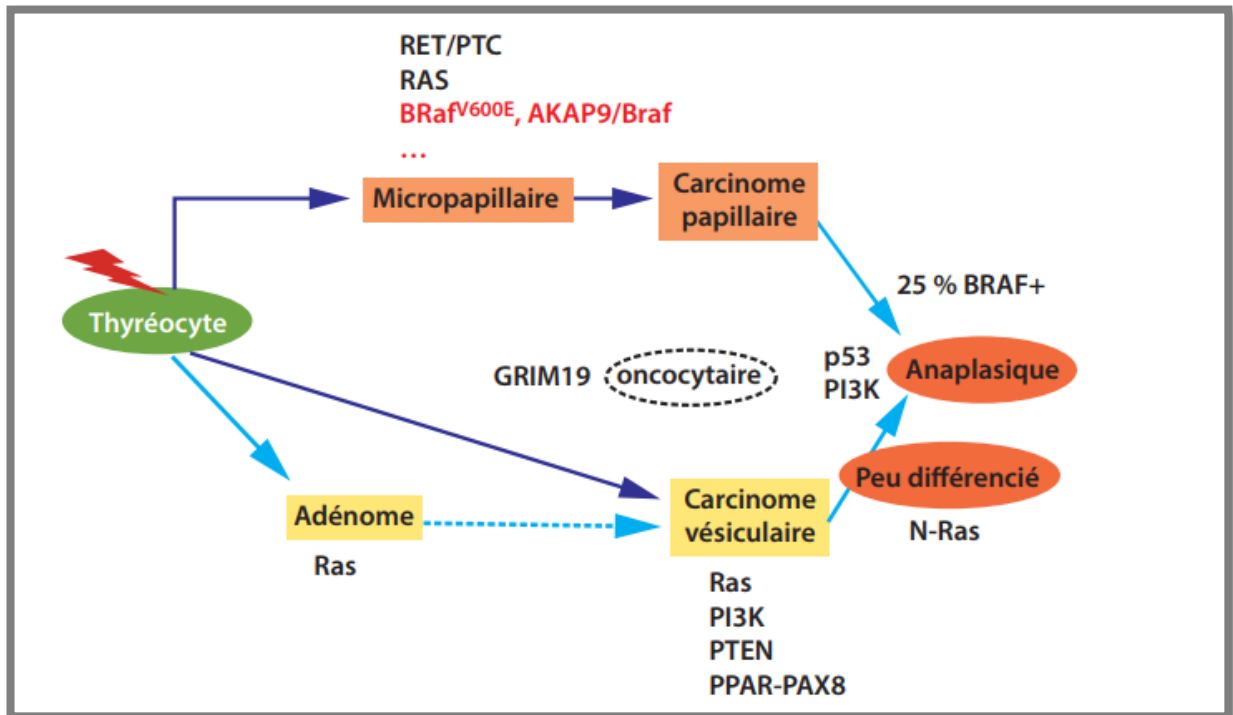 RET/PTC
RAS
BRafV600E, AKAP9/Braf
...
Micropapillaire
Carcinome
papillaire
25 % BRAF+
Thyréocyte
GRIM19
oncocytaire
p53
PI3K
Anaplasique
Peu différencié
N-Ras
Adénome
Ras
Carcinome
vésiculaire
Ras
PI3K
PTEN
PPAR-PAX8